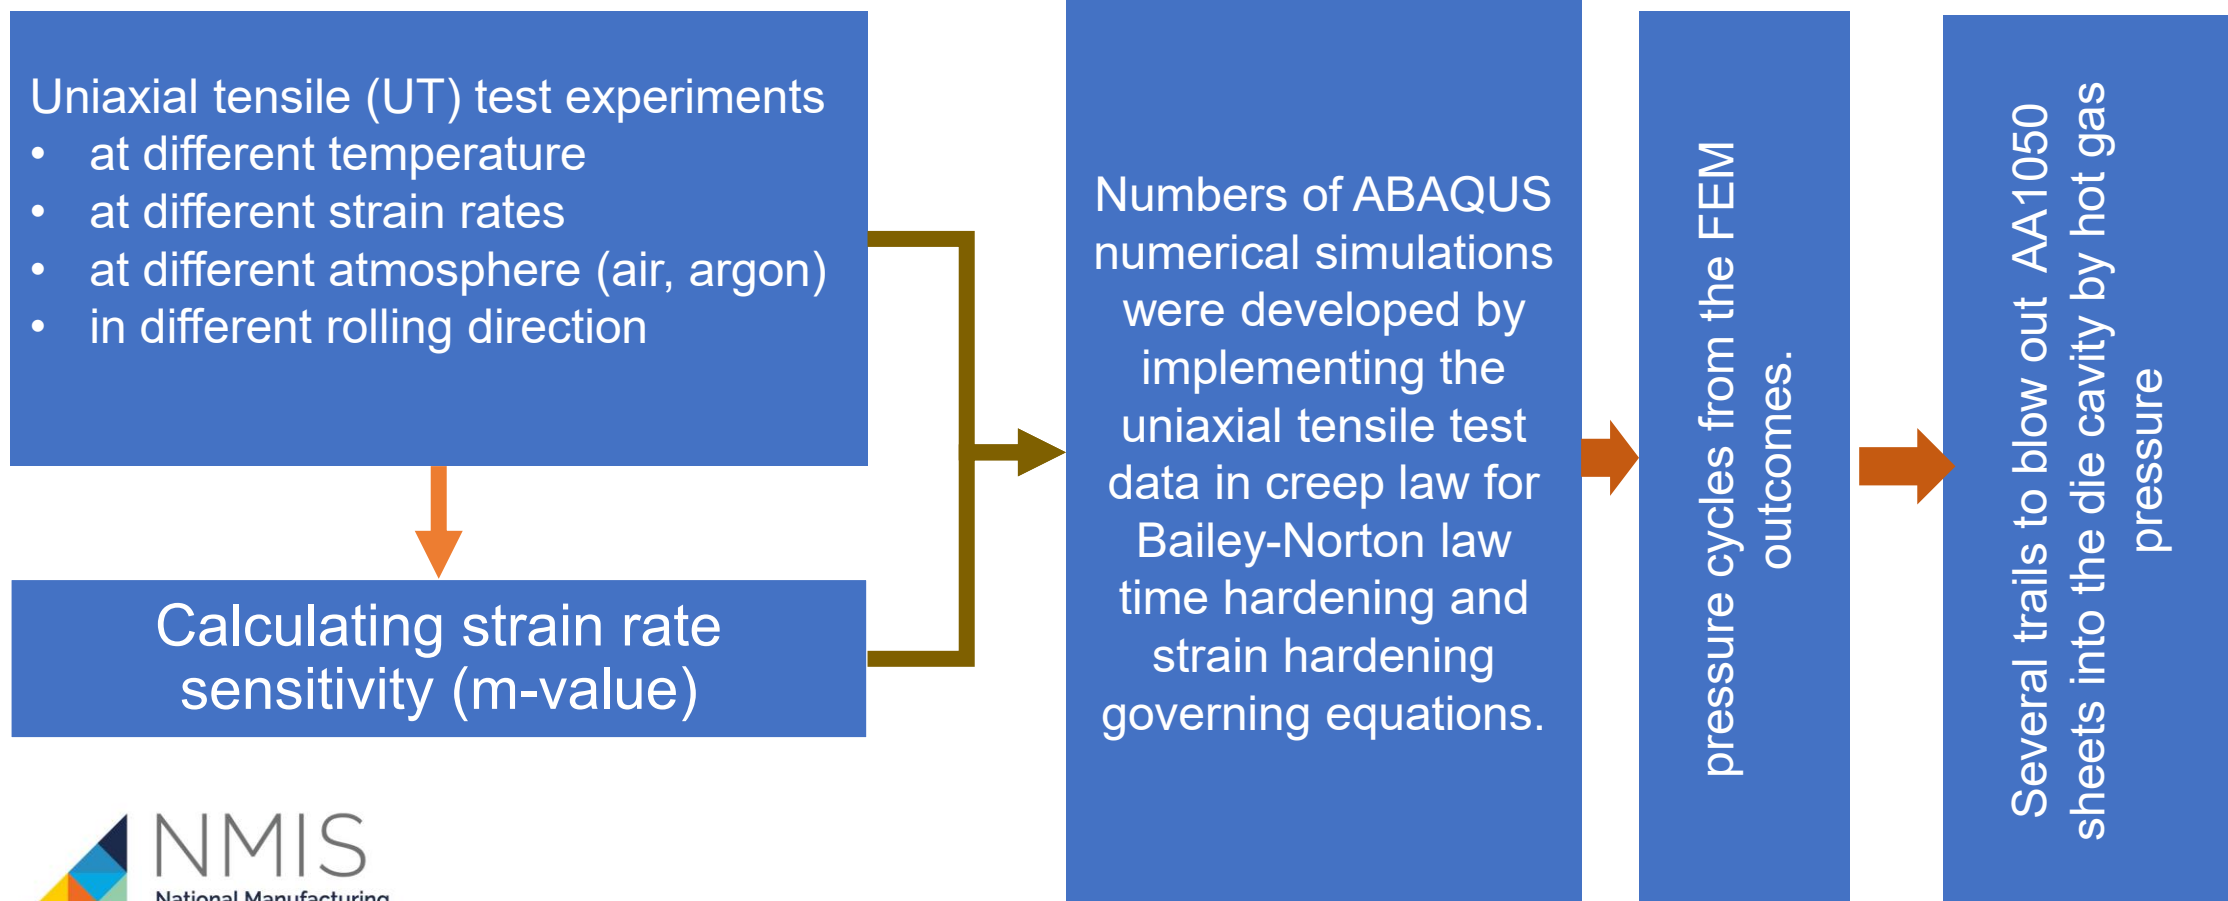 Uniaxial tensile (UT) test experiments
• at different temperature
• at different strain rates
• at different atmosphere (air, argon)
• in different rolling direction
Calculating strain rate
sensitivity (m-value)
Numbers of ABAQUS
numerical simulations
were developed by
implementing the
uniaxial tensile test
data in creep law for
Bailey-Norton law
time hardening and
strain hardening
governing equations.
pressure cycles from the FEM
outcomes.
Several trails to blow out AA1050
sheets into the die cavity by hot gas
pressure
NMIS
National Manufacturing